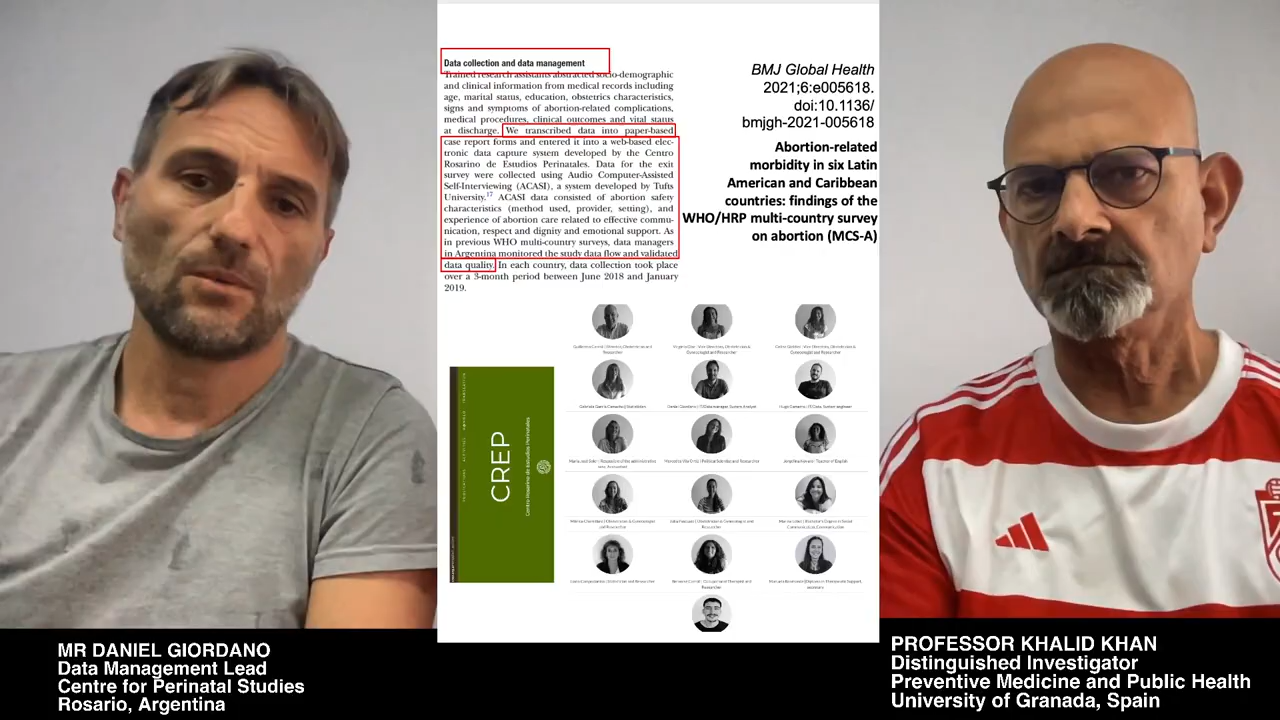 Data collection and data management
Trained research assistants abstracted socio-demographic
and clinical information from medical records including
age, marital status, education, obstetrics characteristics,
signs and symptoms of abortion-related complications,
medical procedures, clinical outcomes and vital status
at discharge. We transcribed data into paper-based
case report forms and entered it into a web-based elec-
tronic data capture system developed by the Centro
Rosarino de Estudios Perinatales. Data for the exit
survey were collected using Audio Computer-Assisted
Self-Interviewing (ACASI), a system developed by Tufts
University.17 ACASI data consisted of abortion safety
characteristics (method used, provider, setting), and
experience of abortion care related to effective commu-
nication, respect and dignity and emotional support. As
in previous WHO multi-country surveys, data managers
in Argentina monitored the study data flow and validated
data quality. In each country, data collection took place
over a 3-month period between June 2018 and January
2019.
BMJ Global Health
2021;6:e005618.
doi:10.1136/
bmjgh-2021-005618
Abortion-related
morbidity in six Latin
American and Caribbean
countries: findings of the
WHO/HRP multi-country survey
on abortion (MCS-A)
CREP
Centro Rosarino de Estudios Perinatales
MR DANIEL GIORDANO
Data Management Lead
Centre for Perinatal Studies
Rosario, Argentina
PROFESSOR KHALID KHAN
Distinguished Investigator
Preventive Medicine and Public Health
University of Granada, Spain